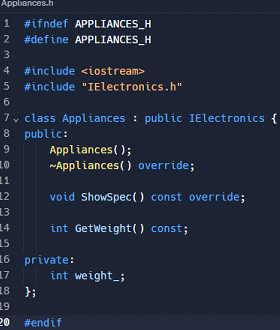 Appliances.h
1 #ifndef APPLIANCES_H
2 #define APPLIANCES_H
3
4 #include <iostream>
5 #include "IElectronics.h"
6
7 class Appliances : public IElectronics {
8 public:
9     Appliances();
10     ~Appliances() override;
11
12     void ShowSpec() const override;
13
14     int GetWeight() const;
15
16 private:
17     int weight_;
18 };
19
20 #endif